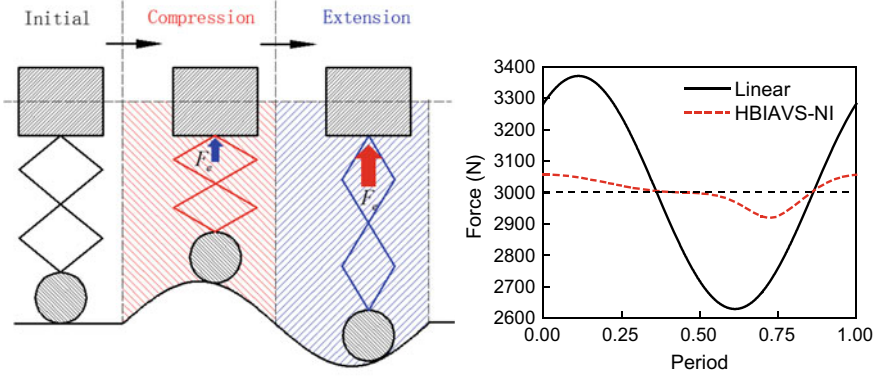 Initial
Compression
Extension
Fe
Fe
Force (N)
3400
3300
3200
3100
3000
2900
2800
2700
2600
Linear
HBIAVS-NI
0.00
0.25
0.50
0.75
1.00
Period